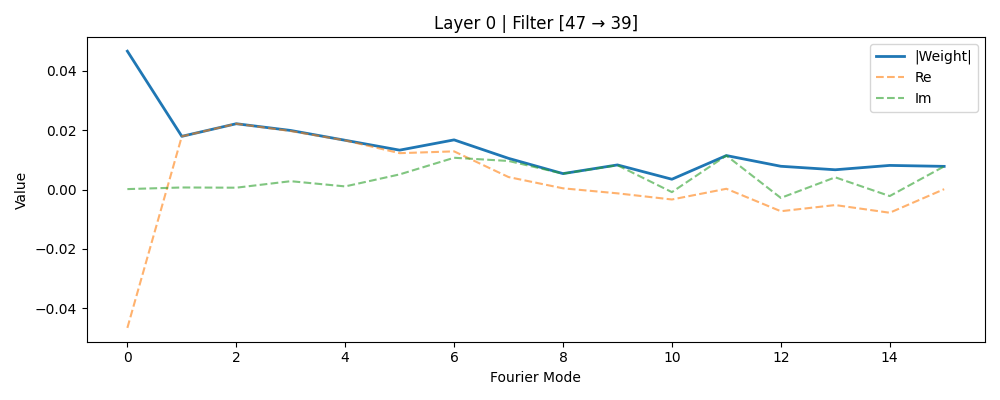 Layer 0 | Filter [47 → 39]
|Weight|
Re
Im
Value
0.04
0.02
0.00
−0.02
−0.04
0 2 4 6 8 10 12 14
Fourier Mode